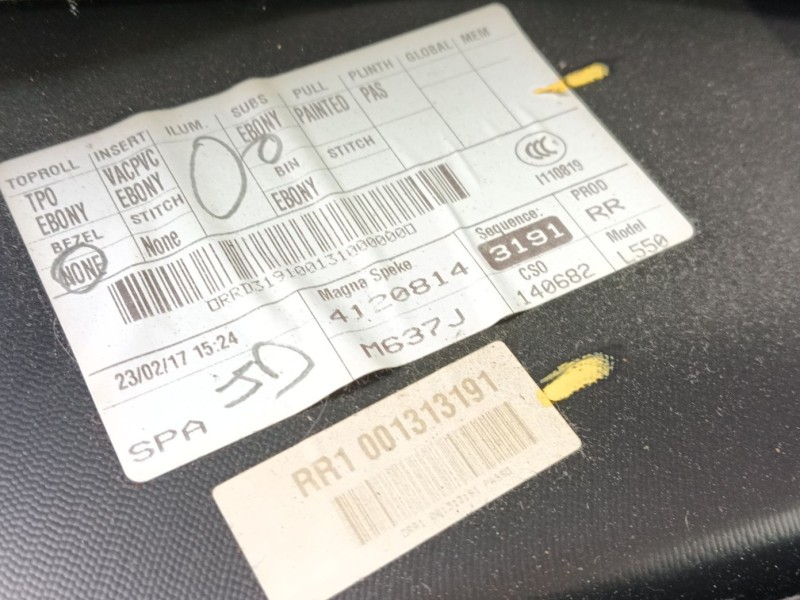 TOPROLL INSERT ILUM. SUBS PULL PLINTH GLOBAL MEM
TPO VACPVC EBONY PAINTED PAS
EBONY EBONY BIN STITCH
BEZEL STITCH EBONY
NONE None
DRRD3191001310000000
CCC
I110819
Magna Speke
4120814
Sequence:
3191
PROD
RR
23/02/17 15:24
M637J
CSO
140682
Model
L550
SPA JD
RR1 001313191